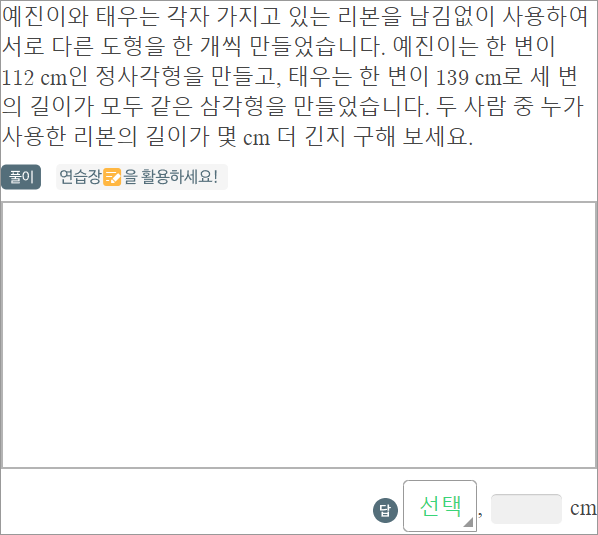 예진이와 태우는 각자 가지고 있는 리본을 남김없이 사용하여
서로 다른 도형을 한 개씩 만들었습니다. 예진이는 한 변이
112 cm인 정사각형을 만들고, 태우는 한 변이 139 cm로 세 변
의 길이가 모두 같은 삼각형을 만들었습니다. 두 사람 중 누가
사용한 리본의 길이가 몇 cm 더 긴지 구해 보세요.
풀이 연습장을 활용하세요!
답 선택, cm